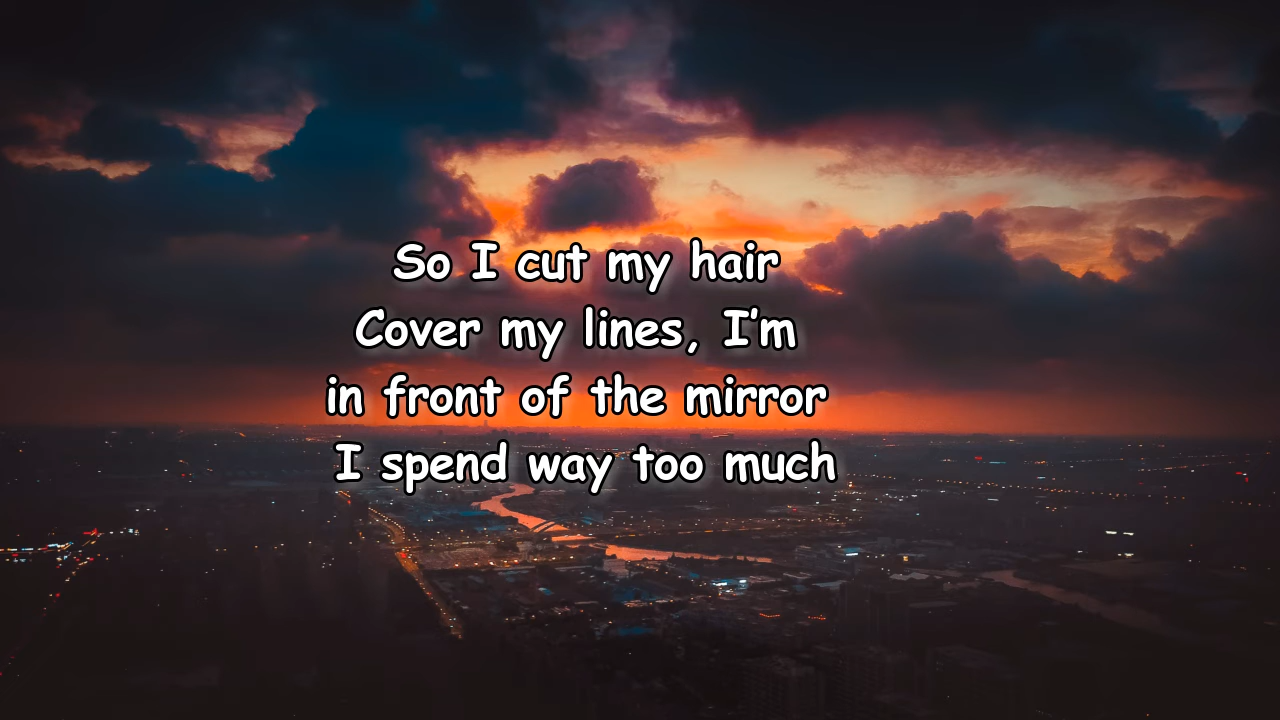 So I cut my hair
Cover my lines, I'm
in front of the mirror
I spend way too much